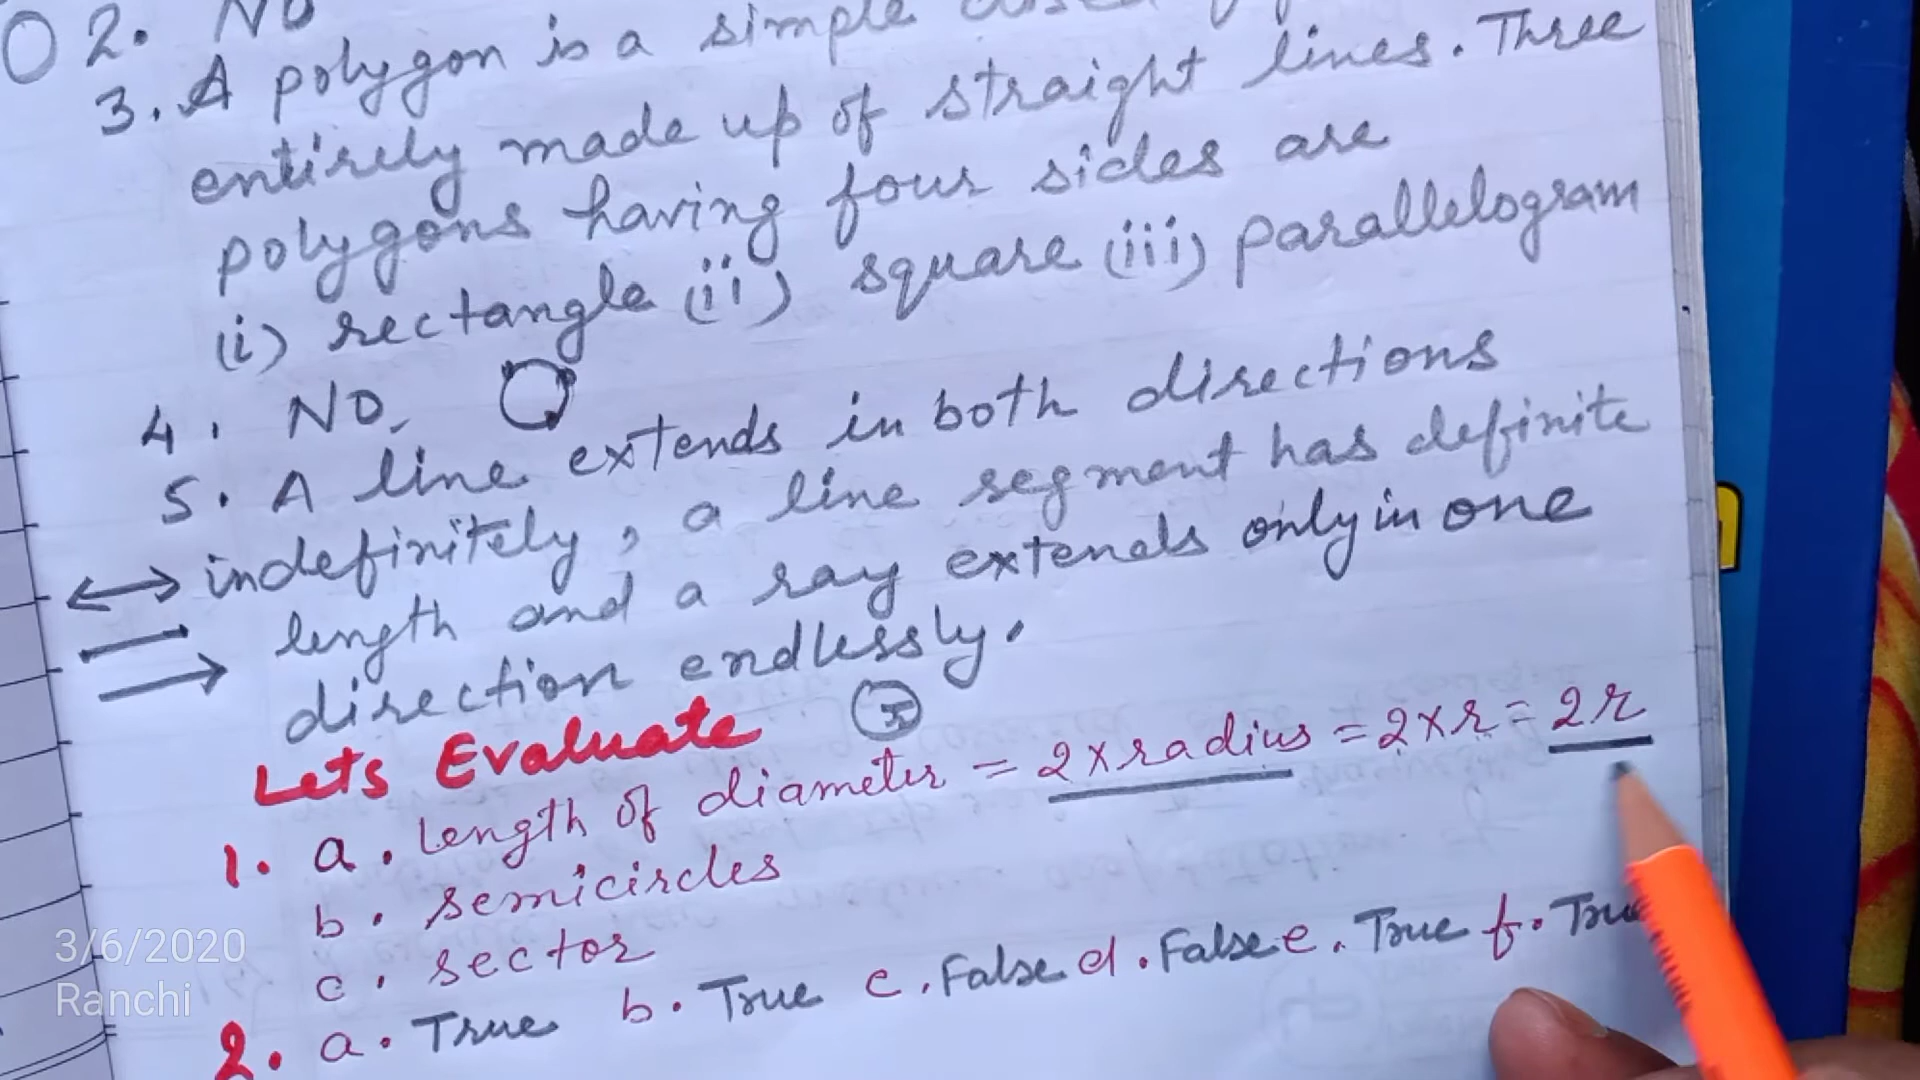 2. NO
3. A polygon is a simple closed
entirely made up of straight lines. Three
polygons having four sides are
(i) rectangle (ii) square (iii) parallelogram
4. NO.
5. A line extends in both directions
indefinitely, a line segment has definite
length and a ray extends only in one
direction endlessly.
Lets Evaluate
1. a. Length of diameter = 2 x radius = 2 x r = 2r
b. semicircles
c. sector
2. a. True b. True c. False d. False e. True f. True
3/6/2020
Ranchi